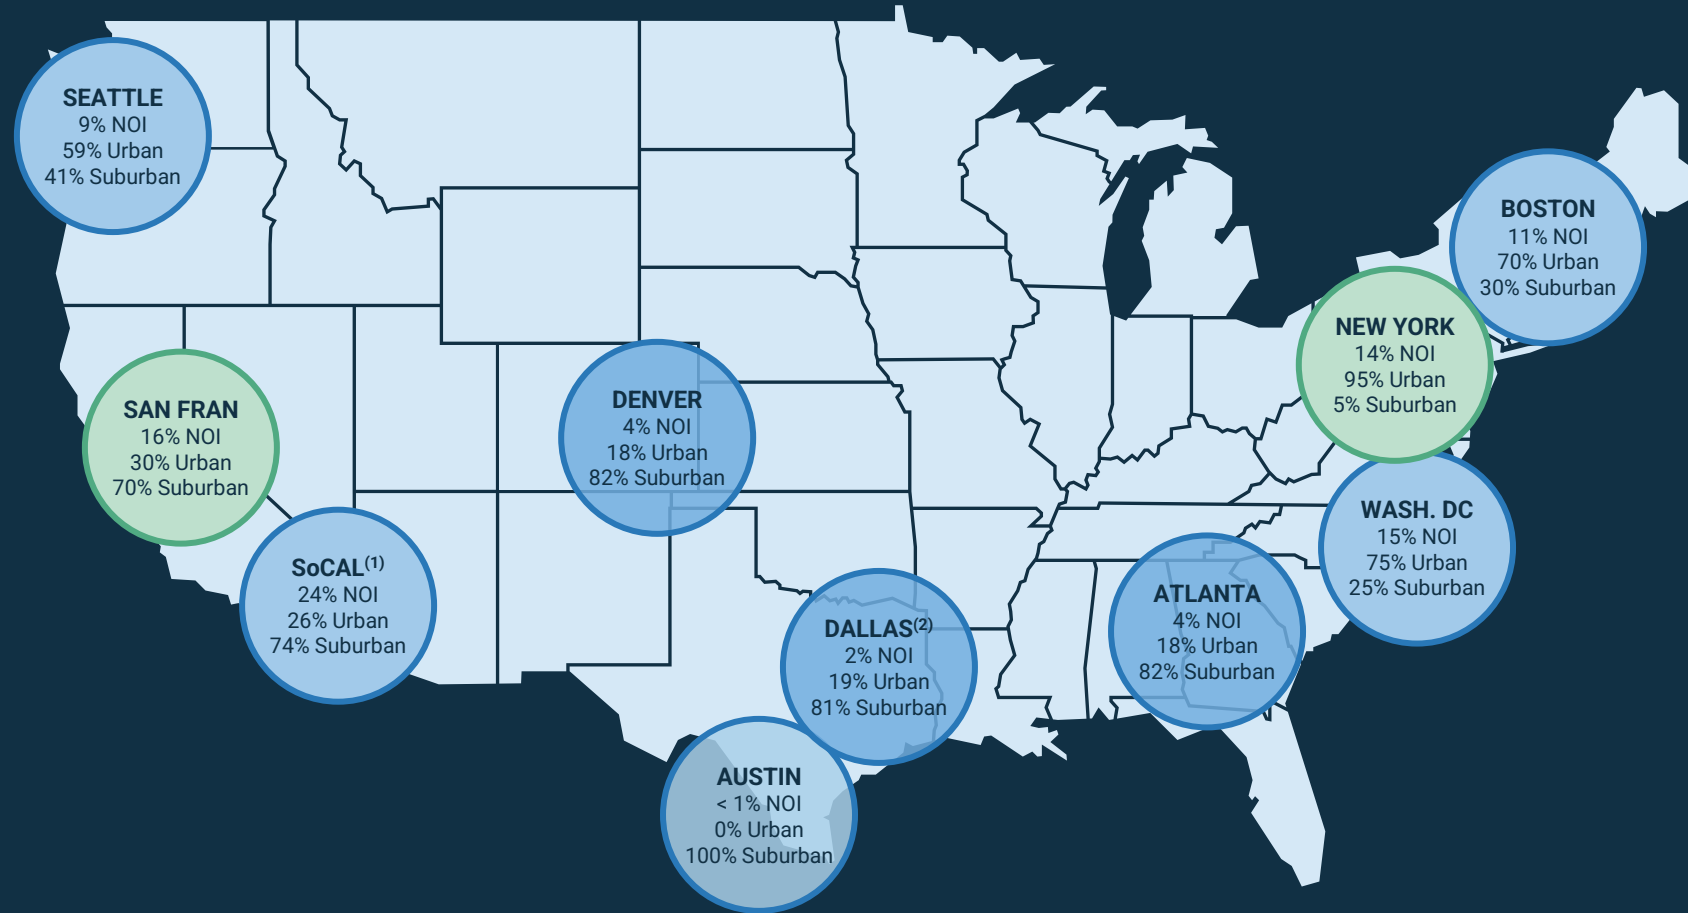 SEATTLE
9% NOI
59% Urban
41% Suburban
BOSTON
11% NOI
70% Urban
30% Suburban
NEW YORK
14% NOI
95% Urban
5% Suburban
SAN FRAN
16% NOI
30% Urban
70% Suburban
DENVER
4% NOI
18% Urban
82% Suburban
WASH. DC
15% NOI
75% Urban
25% Suburban
SoCAL(1)
24% NOI
26% Urban
74% Suburban
DALLAS(2)
2% NOI
19% Urban
81% Suburban
ATLANTA
4% NOI
18% Urban
82% Suburban
AUSTIN
< 1% NOI
0% Urban
100% Suburban